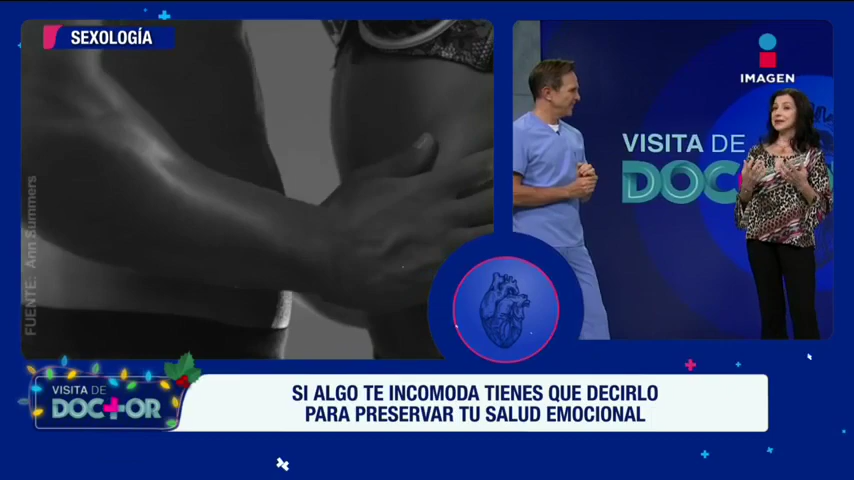 SEXOLOGÍA
FUENTE: Ann Summers
IMAGEN
VISITA DE
DOC
SI ALGO TE INCOMODA TIENES QUE DECIRLO
PARA PRESERVAR TU SALUD EMOCIONAL
VISITA DE
DOCTOR